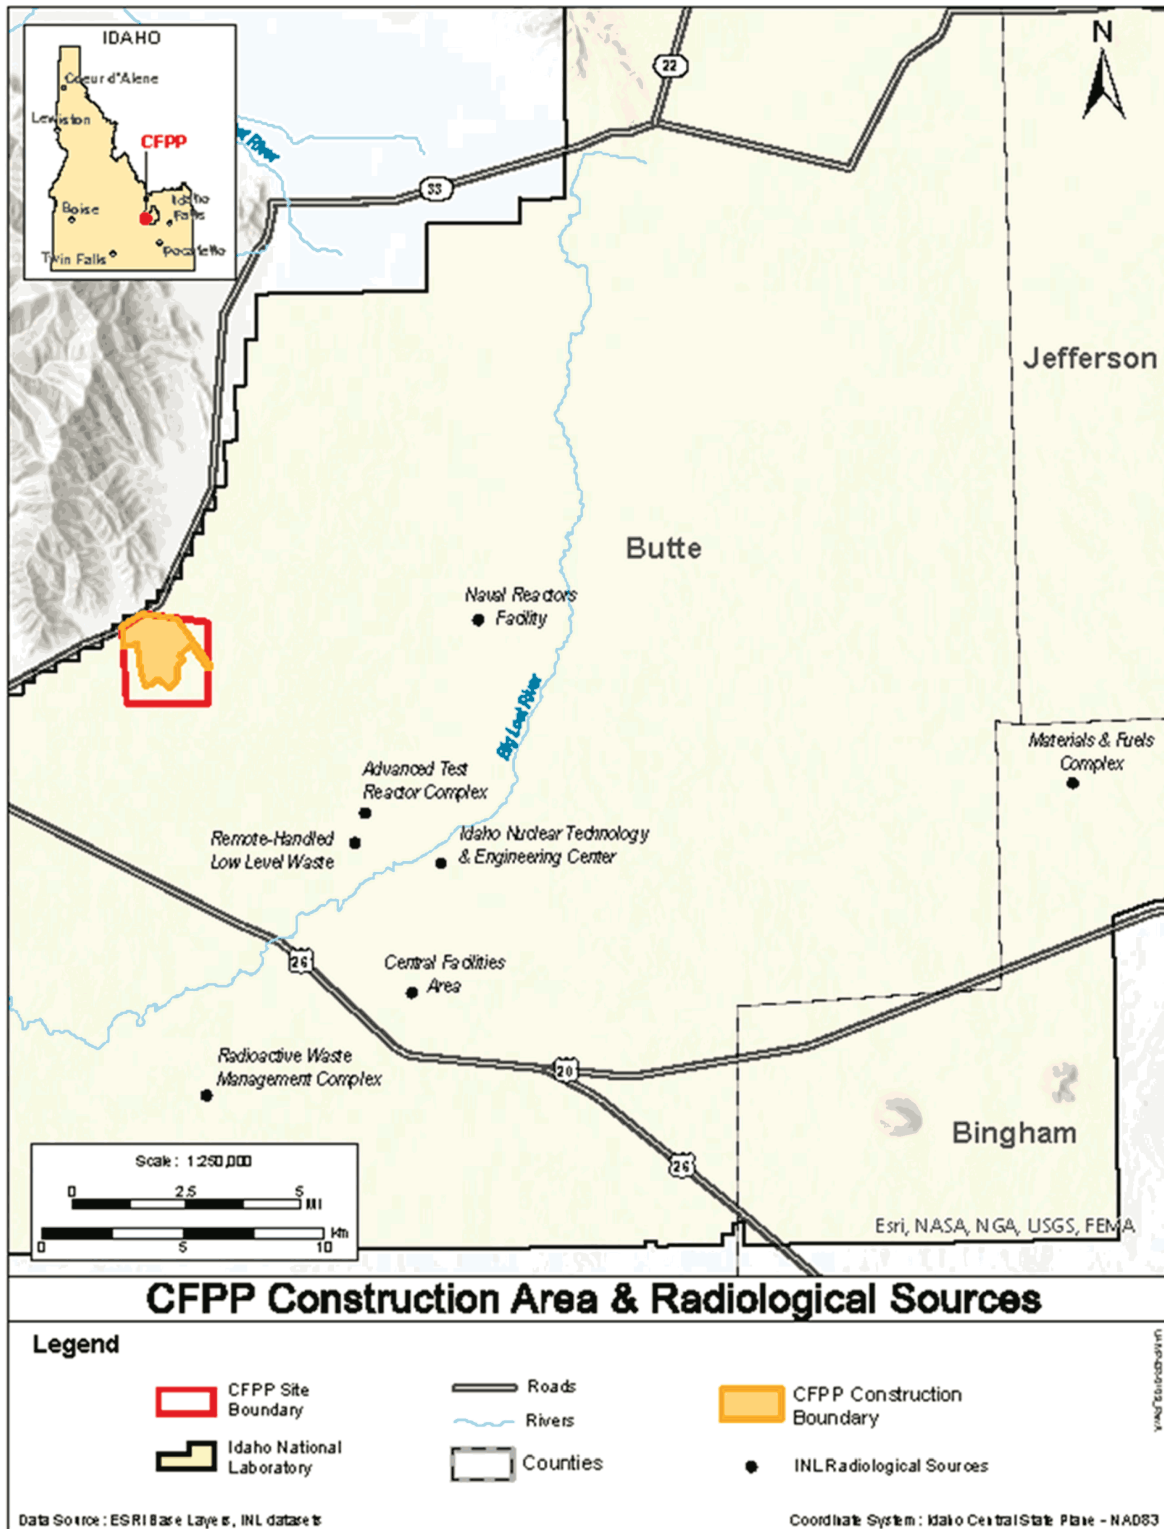 IDAHO
Coeur d'Alene
Lewiston
CFPP
Boise
Idaho
Falls
Pocatello
Twin Falls
River
N
22
33
Jefferson
Butte
Naval Reactors
Facility
Big Lost River
Materials & Fuels
Complex
Advanced Test
Reactor Complex
Remote-Handled
Low Level Waste
Idaho Nuclear Technology
& Engineering Center
26
Central Facilities
Area
Radioactive Waste
Management Complex
20
26
Bingham
Scale: 1:250,000
0 2.5 5
MI
Km
0 5 10
Esri, NASA, NGA, USGS, FEMA
CFPP Construction Area & Radiological Sources
Legend
CFPP Site
Boundary
Idaho National
Laboratory
Roads
Rivers
Counties
CFPP Construction
Boundary
INL Radiological Sources
Data Source: ESRI Base Layers, INL datasets
Coordinate System: Idaho Central State Plane - NAD83